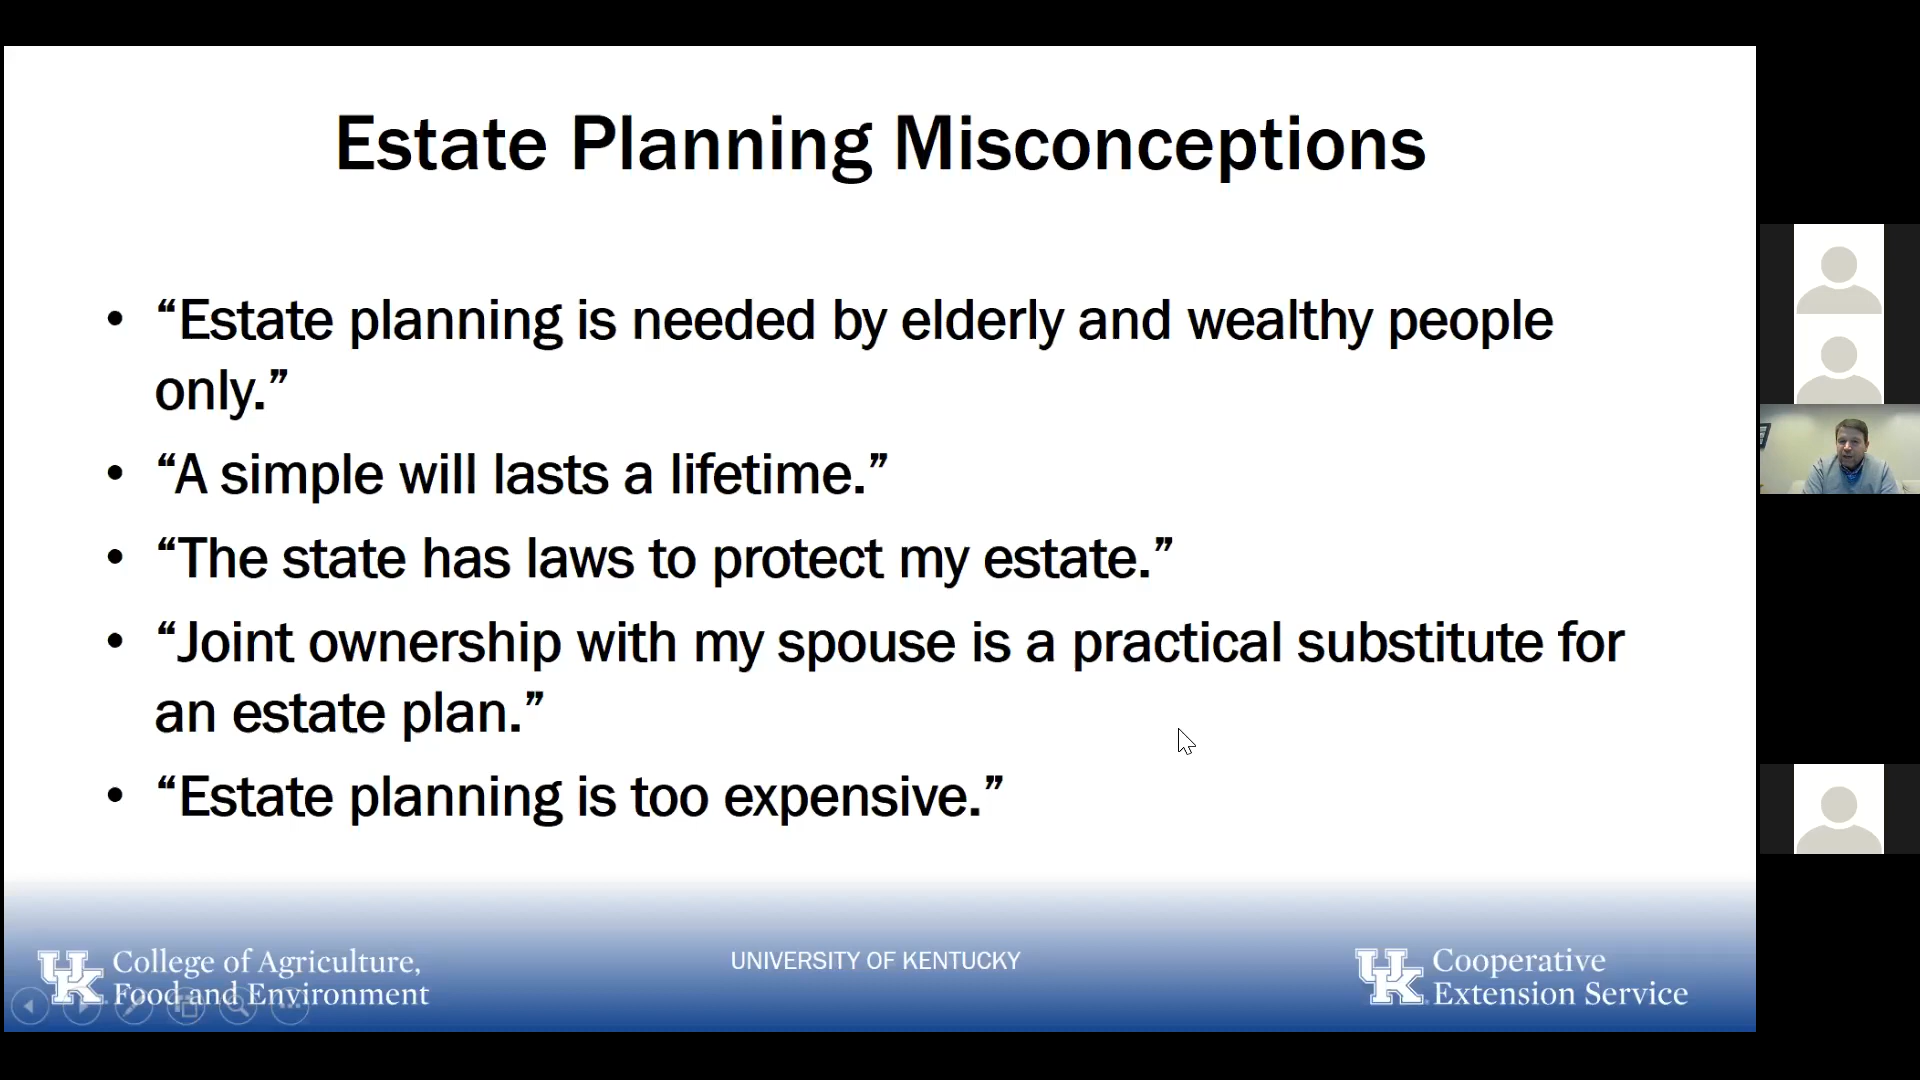 Estate Planning Misconceptions
• “Estate planning is needed by elderly and wealthy people
only.”
• “A simple will lasts a lifetime.”
• “The state has laws to protect my estate.”
• “Joint ownership with my spouse is a practical substitute for
an estate plan.”
• “Estate planning is too expensive.”
UK College of Agriculture,
Food and Environment
UNIVERSITY OF KENTUCKY
UK Cooperative
Extension Service